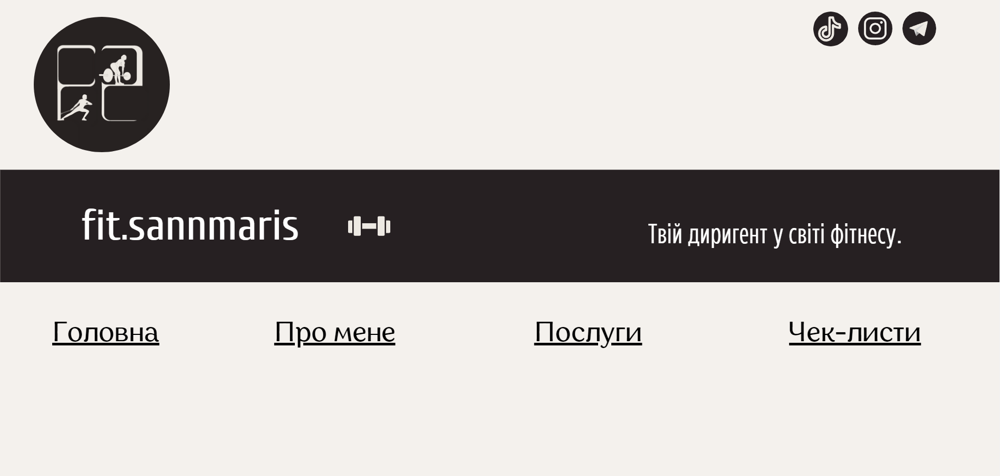 fit.sannmaris
Твій диригент у світі фітнесу.
Головна Про мене Послуги Чек-листи